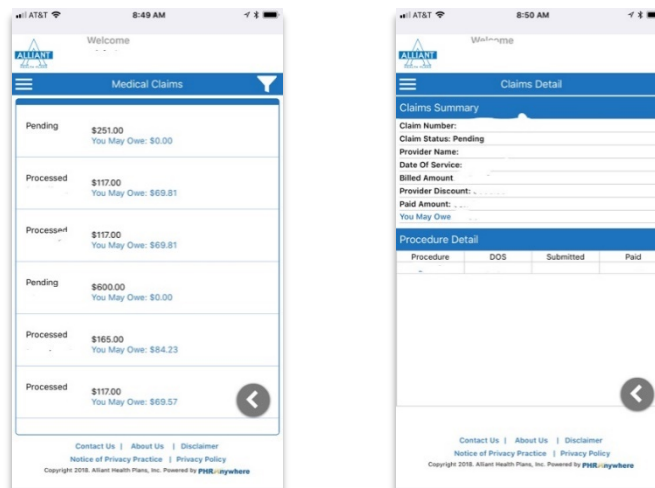 AT&T 8:49 AM
Welcome
ALLIANT
Medical Claims
Pending
$251.00
You May Owe: $0.00
Processed
$117.00
You May Owe: $69.81
Processed
$117.00
You May Owe: $69.81
Pending
$600.00
You May Owe: $0.00
Processed
$165.00
You May Owe: $84.23
Processed
$117.00
You May Owe: $69.57
Contact Us | About Us | Disclaimer
Notice of Privacy Practice | Privacy Policy
Copyright 2018. Alliant Health Plans, Inc. Powered by PHRAnywhere
AT&T 8:50 AM
Welcome
ALLIANT
Claims Detail
Claims Summary
Claim Number:
Claim Status: Pending
Provider Name:
Date Of Service:
Billed Amount
Provider Discount:
Paid Amount:
You May Owe
Procedure Detail
Procedure DOS Submitted Paid
Contact Us | About Us | Disclaimer
Notice of Privacy Practice | Privacy Policy
Copyright 2018. Alliant Health Plans, Inc. Powered by PHRAnywhere